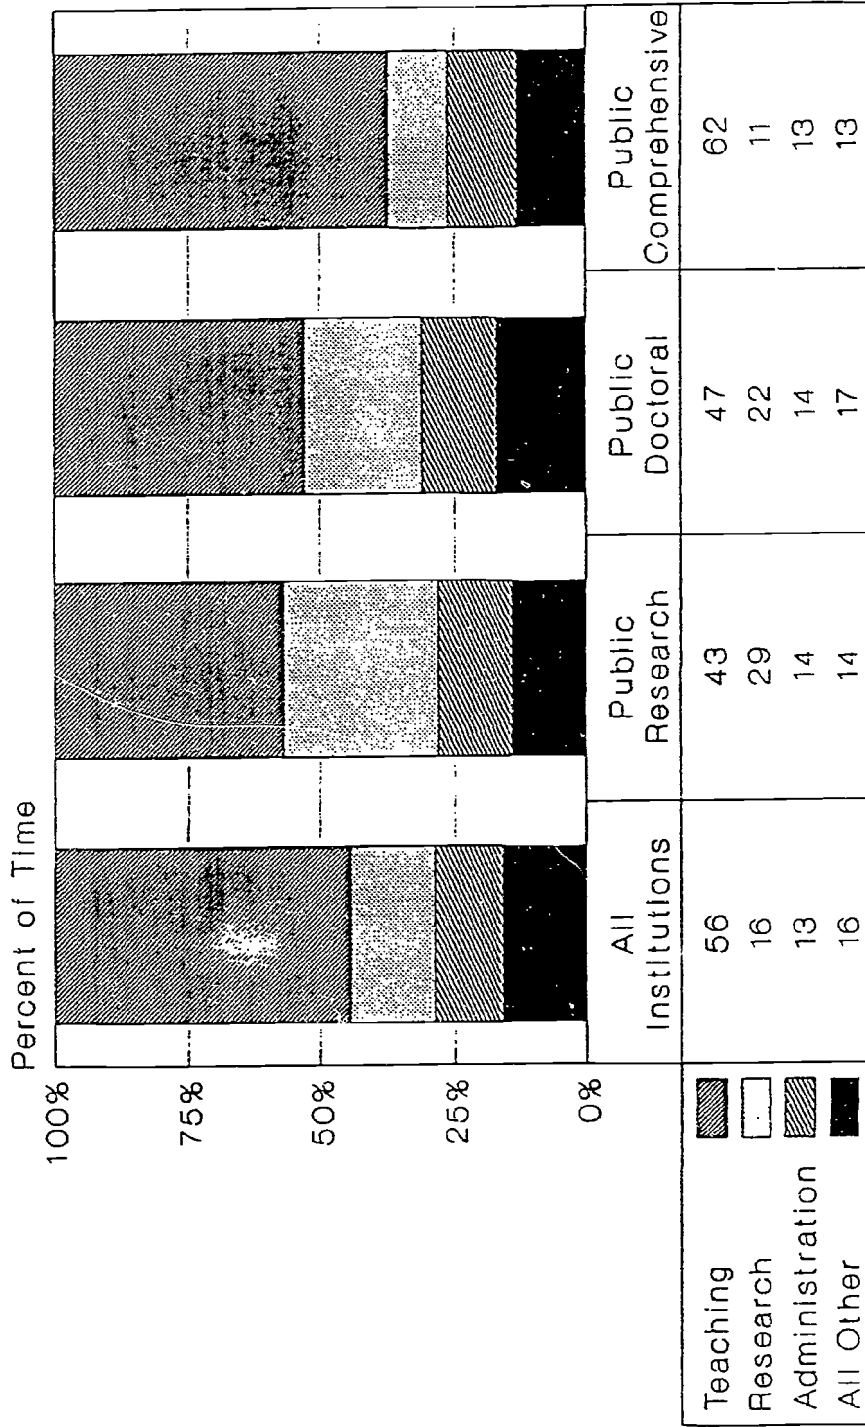 Percent of Time
100%
75%
50%
25%
0%
All
Institutions
Public
Research
Public
Doctoral
Public
Comprehensive
Teaching 56 43 47 62
Research 16 29 22 11
Administration 13 14 14 13
All Other 16 14 17 13